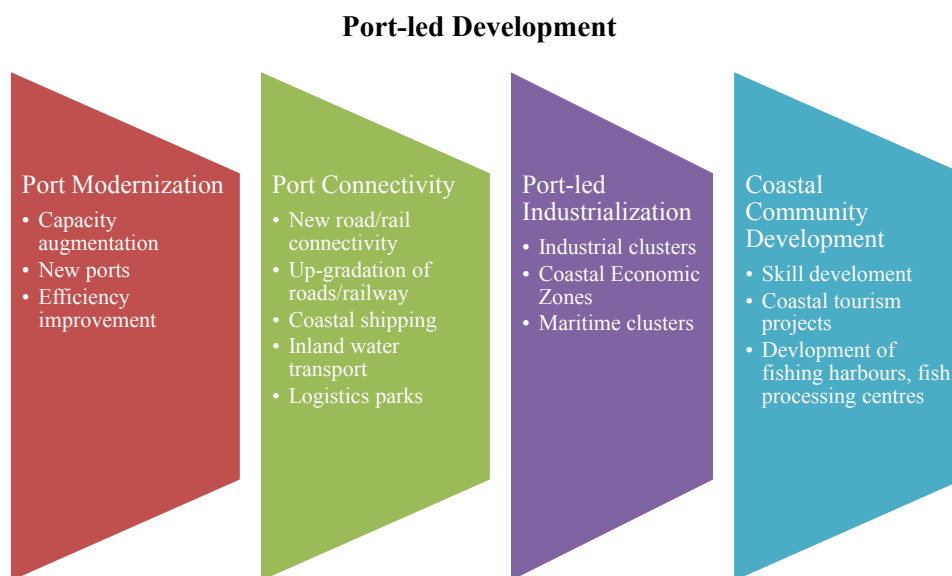 Port-led Development
Port Modernization
• Capacity
augmentation
• New ports
• Efficiency
improvement
Port Connectivity
• New road/rail
connectivity
• Up-gradation of
roads/railway
• Coastal shipping
• Inland water
transport
• Logistics parks
Port-led
Industrialization
• Industrial clusters
• Coastal Economic
Zones
• Maritime clusters
Coastal
Community
Development
• Skill develoment
• Coastal tourism
projects
• Devlopment of
fishing harbours, fish
processing centres